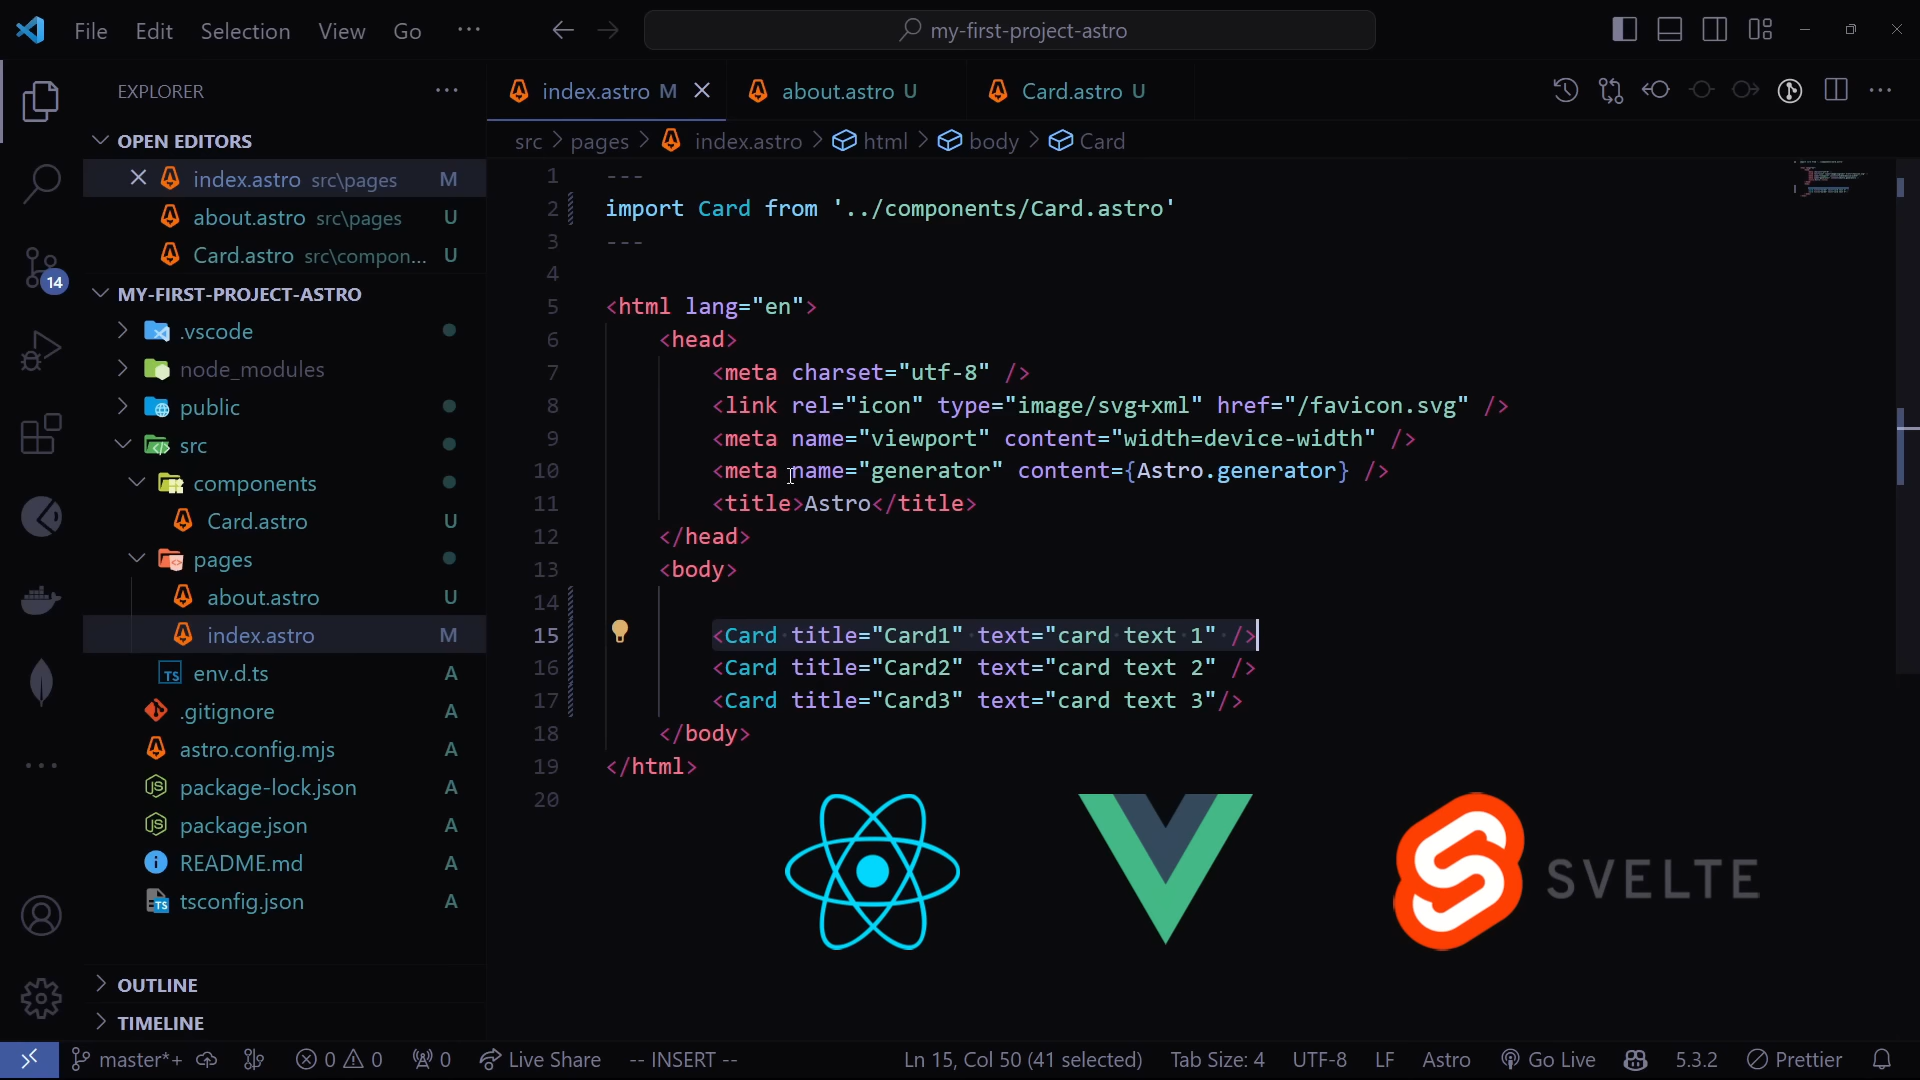 File Edit Selection View Go ...
my-first-project-astro
EXPLORER
OPEN EDITORS
index.astro src\pages M
about.astro src\pages U
Card.astro src\compon... U
MY-FIRST-PROJECT-ASTRO
.vscode
node_modules
public
src
components
Card.astro U
pages
about.astro U
index.astro M
TS env.d.ts A
.gitignore A
astro.config.mjs A
JS package-lock.json A
JS package.json A
README.md A
TS tsconfig.json A
OUTLINE
TIMELINE
14
index.astro M
about.astro U
Card.astro U
src > pages > index.astro > html > body > Card
1 ---
2 import Card from '../components/Card.astro'
3 ---
4
5 <html lang="en">
6 <head>
7 <meta charset="utf-8" />
8 <link rel="icon" type="image/svg+xml" href="/favicon.svg" />
9 <meta name="viewport" content="width=device-width" />
10 <meta name="generator" content={Astro.generator} />
11 <title>Astro</title>
12 </head>
13 <body>
14
15 <Card title="Card1" text="card text 1" />
16 <Card title="Card2" text="card text 2" />
17 <Card title="Card3" text="card text 3"/>
18 </body>
19 </html>
20
SVELTE
master*+ 0 0 0 Live Share -- INSERT -- Ln 15, Col 50 (41 selected) Tab Size: 4 UTF-8 LF Astro Go Live 5.3.2 Prettier